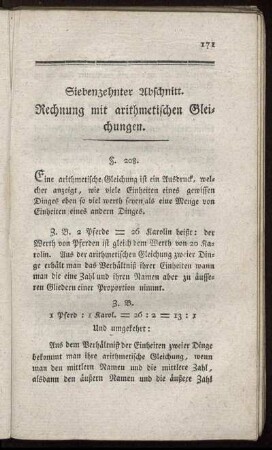 171
Siebenzehnter Abschnitt.
Rechnung mit arithmetischen Glei-
chungen.
§. 208.
Eine arithmetische Gleichung ist ein Ausdruck, wel-
cher anzeigt, wie viele Einheiten eines gewissen
Dinges eben so viel werth seyen als eine Menge von
Einheiten eines andern Dinges.
Z. B. 2 Pferde = 26 Karolin heißt: der
Werth von Pferden ist gleich dem Werth von 20 Ka-
rolin. Aus der arithmetischen Gleichung zweier Din-
ge erhält man das Verhältniß ihrer Einheiten wann
man die eine Zahl und ihren Namen aber zu äusse-
ren Gliedern einer Proportion nimmt.
Z. B.
1 Pferd : 1 Karol. = 26 : 2 = 13 : 1
Und umgekehrt:
Aus dem Verhältniß der Einheiten zweier Dinge
bekommt man ihre arithmetische Gleichung, wenn
man den mittlern Namen und die mittlere Zahl,
alsdann den äußern Namen und die äußere Zahl